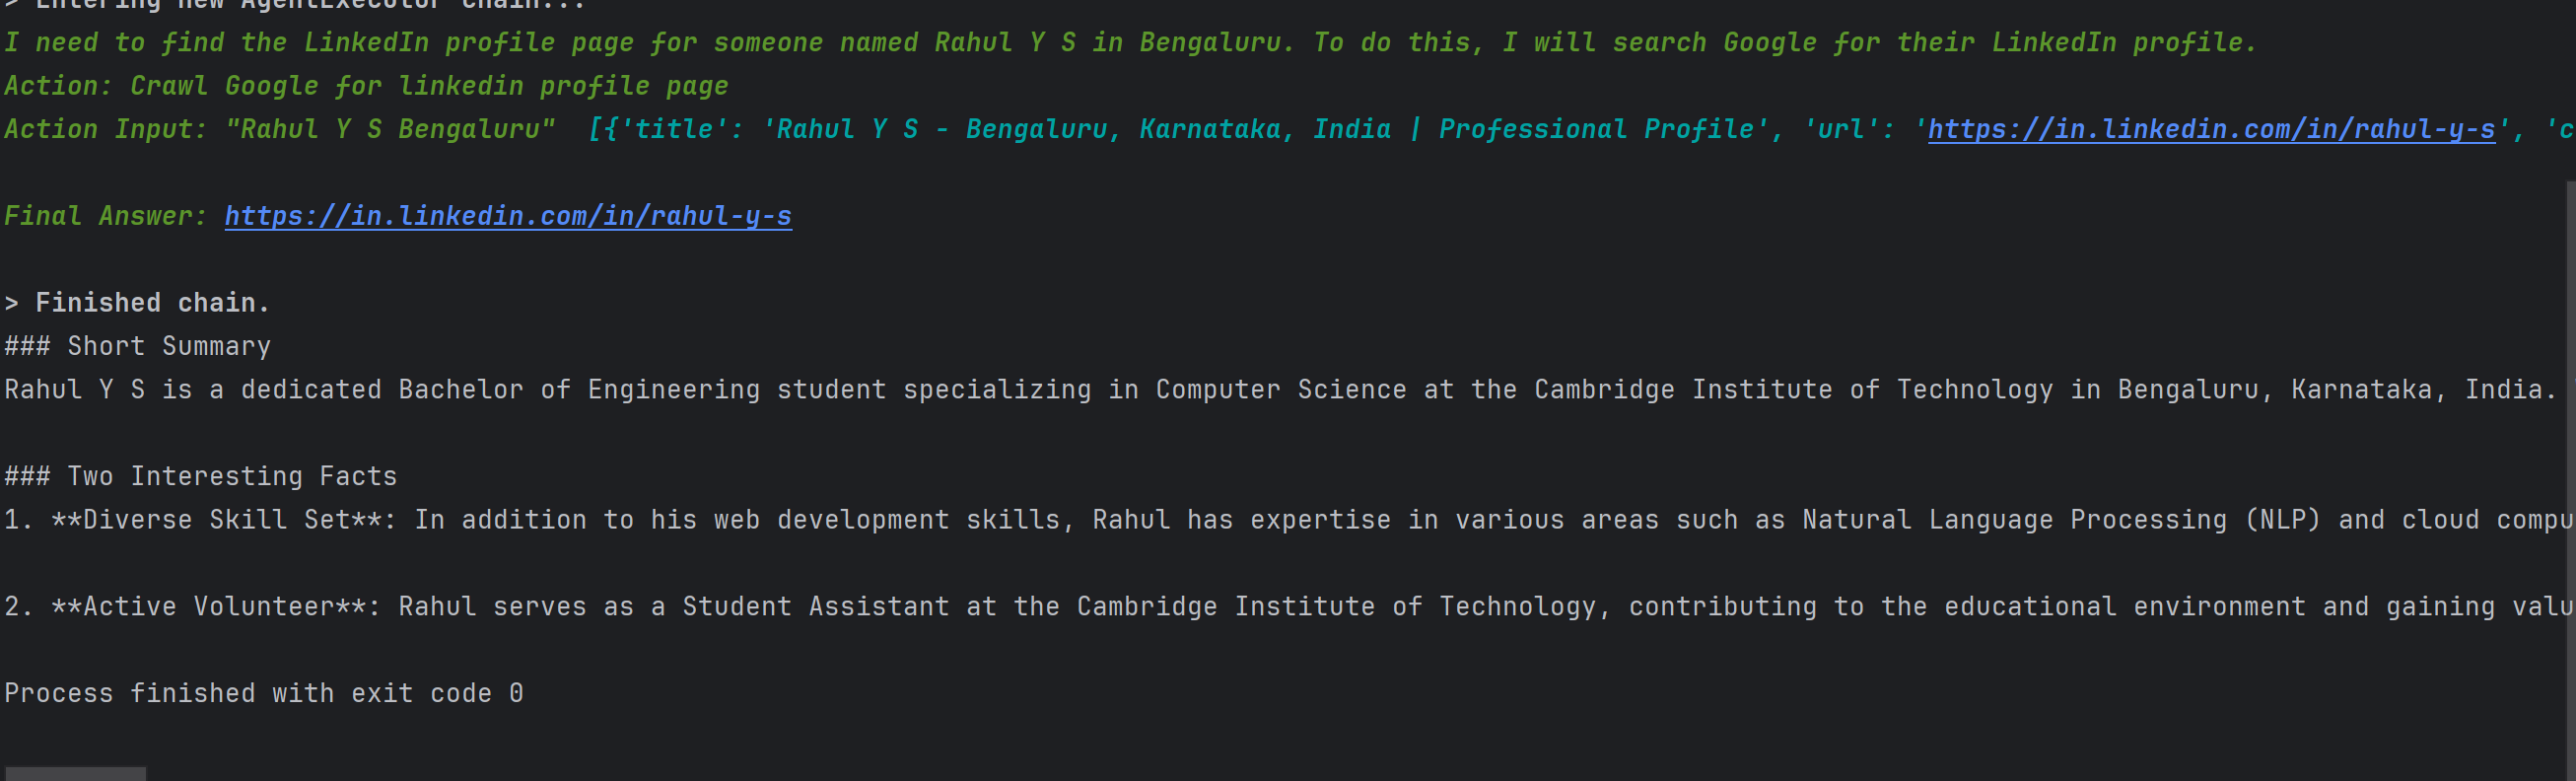 > Entering new AgentExecutor chain...
I need to find the LinkedIn profile page for someone named Rahul Y S in Bengaluru. To do this, I will search Google for their LinkedIn profile.
Action: Crawl Google for linkedin profile page
Action Input: "Rahul Y S Bengaluru"  [{'title': 'Rahul Y S - Bengaluru, Karnataka, India | Professional Profile', 'url': 'https://in.linkedin.com/in/rahul-y-s', 'c
Final Answer: https://in.linkedin.com/in/rahul-y-s
> Finished chain.
### Short Summary
Rahul Y S is a dedicated Bachelor of Engineering student specializing in Computer Science at the Cambridge Institute of Technology in Bengaluru, Karnataka, India.
### Two Interesting Facts
1. **Diverse Skill Set**: In addition to his web development skills, Rahul has expertise in various areas such as Natural Language Processing (NLP) and cloud compu
2. **Active Volunteer**: Rahul serves as a Student Assistant at the Cambridge Institute of Technology, contributing to the educational environment and gaining valu
Process finished with exit code 0